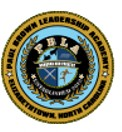 PAUL BROWN LEADERSHIP ACADEMY
PBLA
ELIZABETHTOWN, NORTH CAROLINA